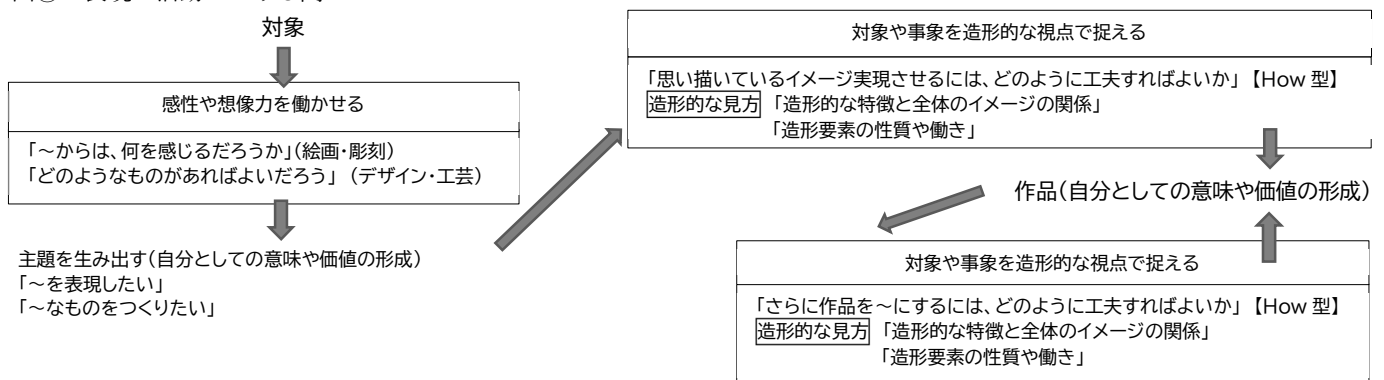 対象
感性や想像力を働かせる
「～からは、何を感じるだろうか」(絵画・彫刻)
「どのようなものがあればよいだろう」 (デザイン・工芸)
主題を生み出す(自分としての意味や価値の形成)
「～を表現したい」
「～なものをつくりたい」
対象や事象を造形的な視点で捉える
「思い描いているイメージ実現させるには、どのように工夫すればよいか」【How 型】
造形的な見方 「造形的な特徴と全体のイメージの関係」
「造形要素の性質や働き」
作品(自分としての意味や価値の形成)
対象や事象を造形的な視点で捉える
「さらに作品を～にするには、どのように工夫すればよいか」【How 型】
造形的な見方 「造形的な特徴と全体のイメージの関係」
「造形要素の性質や働き」